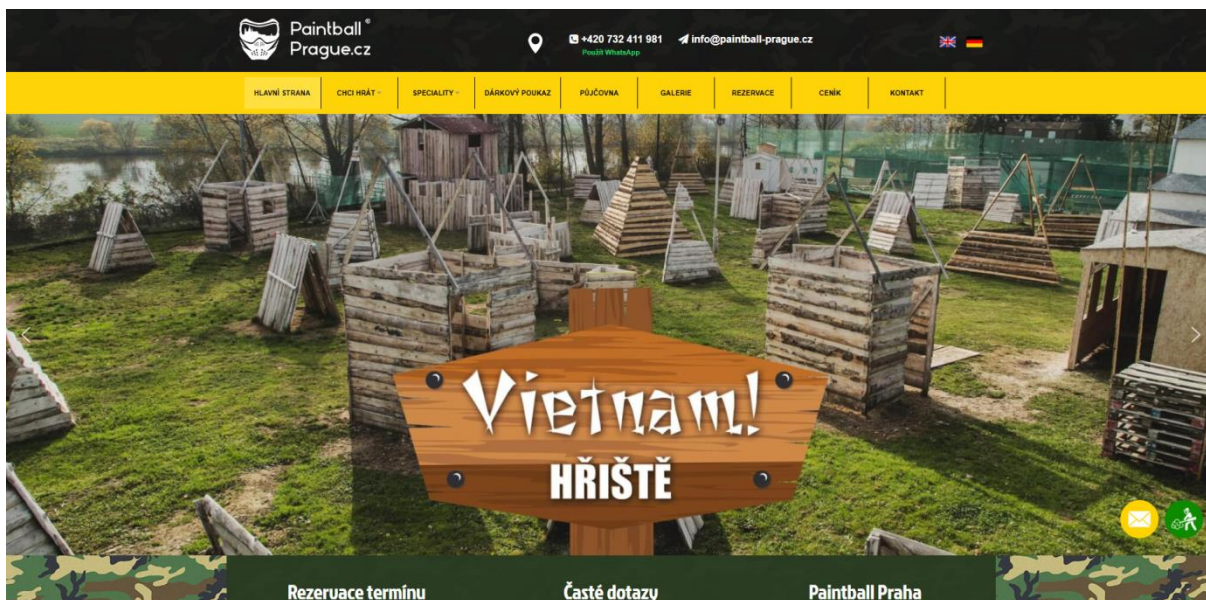 Paintball ®
Prague.cz
+420 732 411 981 info@paintball-prague.cz
Použít WhatsApp
HLAVNÍ STRANA CHCI HRÁT SPECIALITY DÁRKOVÝ POUKAZ PŮJČOVNA GALERIE REZERVACE CENÍK KONTAKT
Vietnam!
HŘIŠTĚ
Rezervace termínu Časté dotazy Paintball Praha